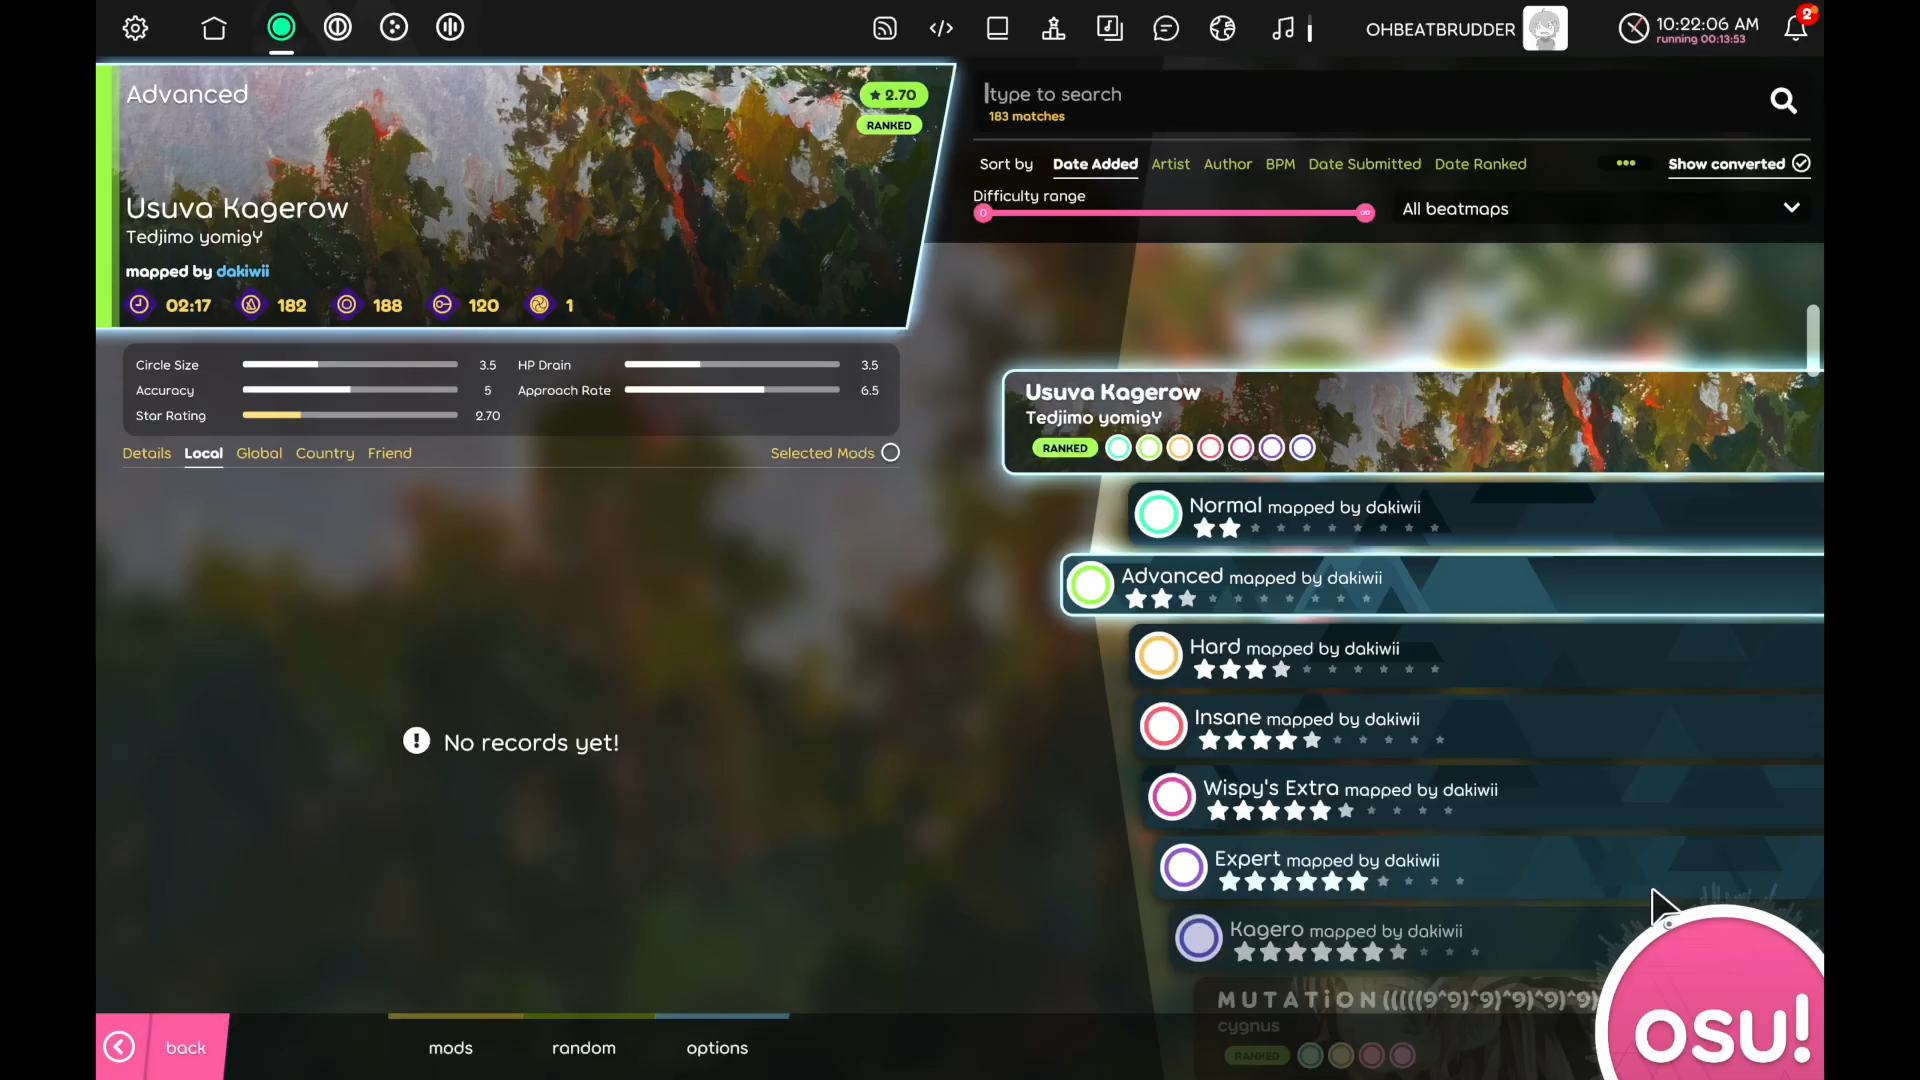 OHBEATBRUDDER
10:22:06 AM
running 00:13:53
2
Advanced
2.70
RANKED
Usuva Kagerow
Tedjimo yomigY
mapped by dakiwii
02:17 182 188 120 1
type to search
183 matches
Sort by Date Added Artist Author BPM Date Submitted Date Ranked Show converted
Difficulty range
0 ∞
All beatmaps
Circle Size 3.5 HP Drain 3.5
Accuracy 5 Approach Rate 6.5
Star Rating 2.70
Details Local Global Country Friend Selected Mods
No records yet!
Usuva Kagerow
Tedjimo yomigY
RANKED
Normal mapped by dakiwii
Advanced mapped by dakiwii
Hard mapped by dakiwii
Insane mapped by dakiwii
Wispy's Extra mapped by dakiwii
Expert mapped by dakiwii
Kagero mapped by dakiwii
cygnus
RANKED
back
mods
random
options
osu!